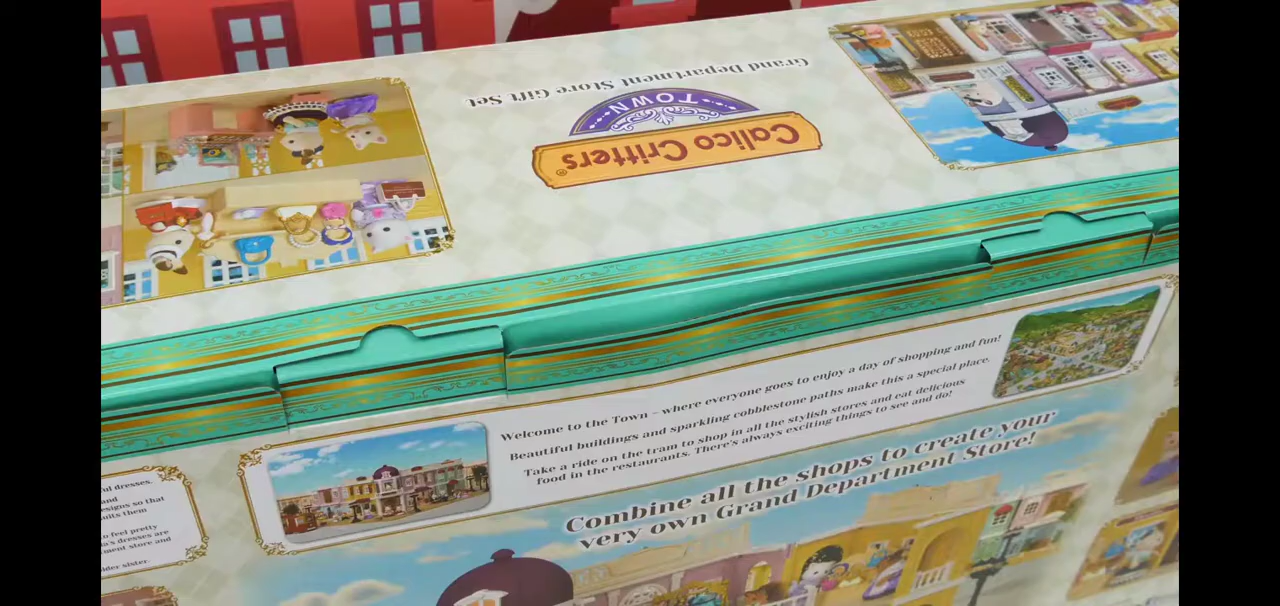 Grand Department Store Gift Set
Calico Critters®
TOWN
Welcome to the Town – where everyone goes to enjoy a day of shopping and fun!
Beautiful buildings and sparkling cobblestone paths make this a special place.
Take a ride on the tram to shop in all the stylish stores and eat delicious
food in the restaurants. There's always exciting things to see and do!
Combine all the shops to create your
very own Grand Department Store!
dresses.
and
so that
them
to feel pretty
dresses are
store and
sister.